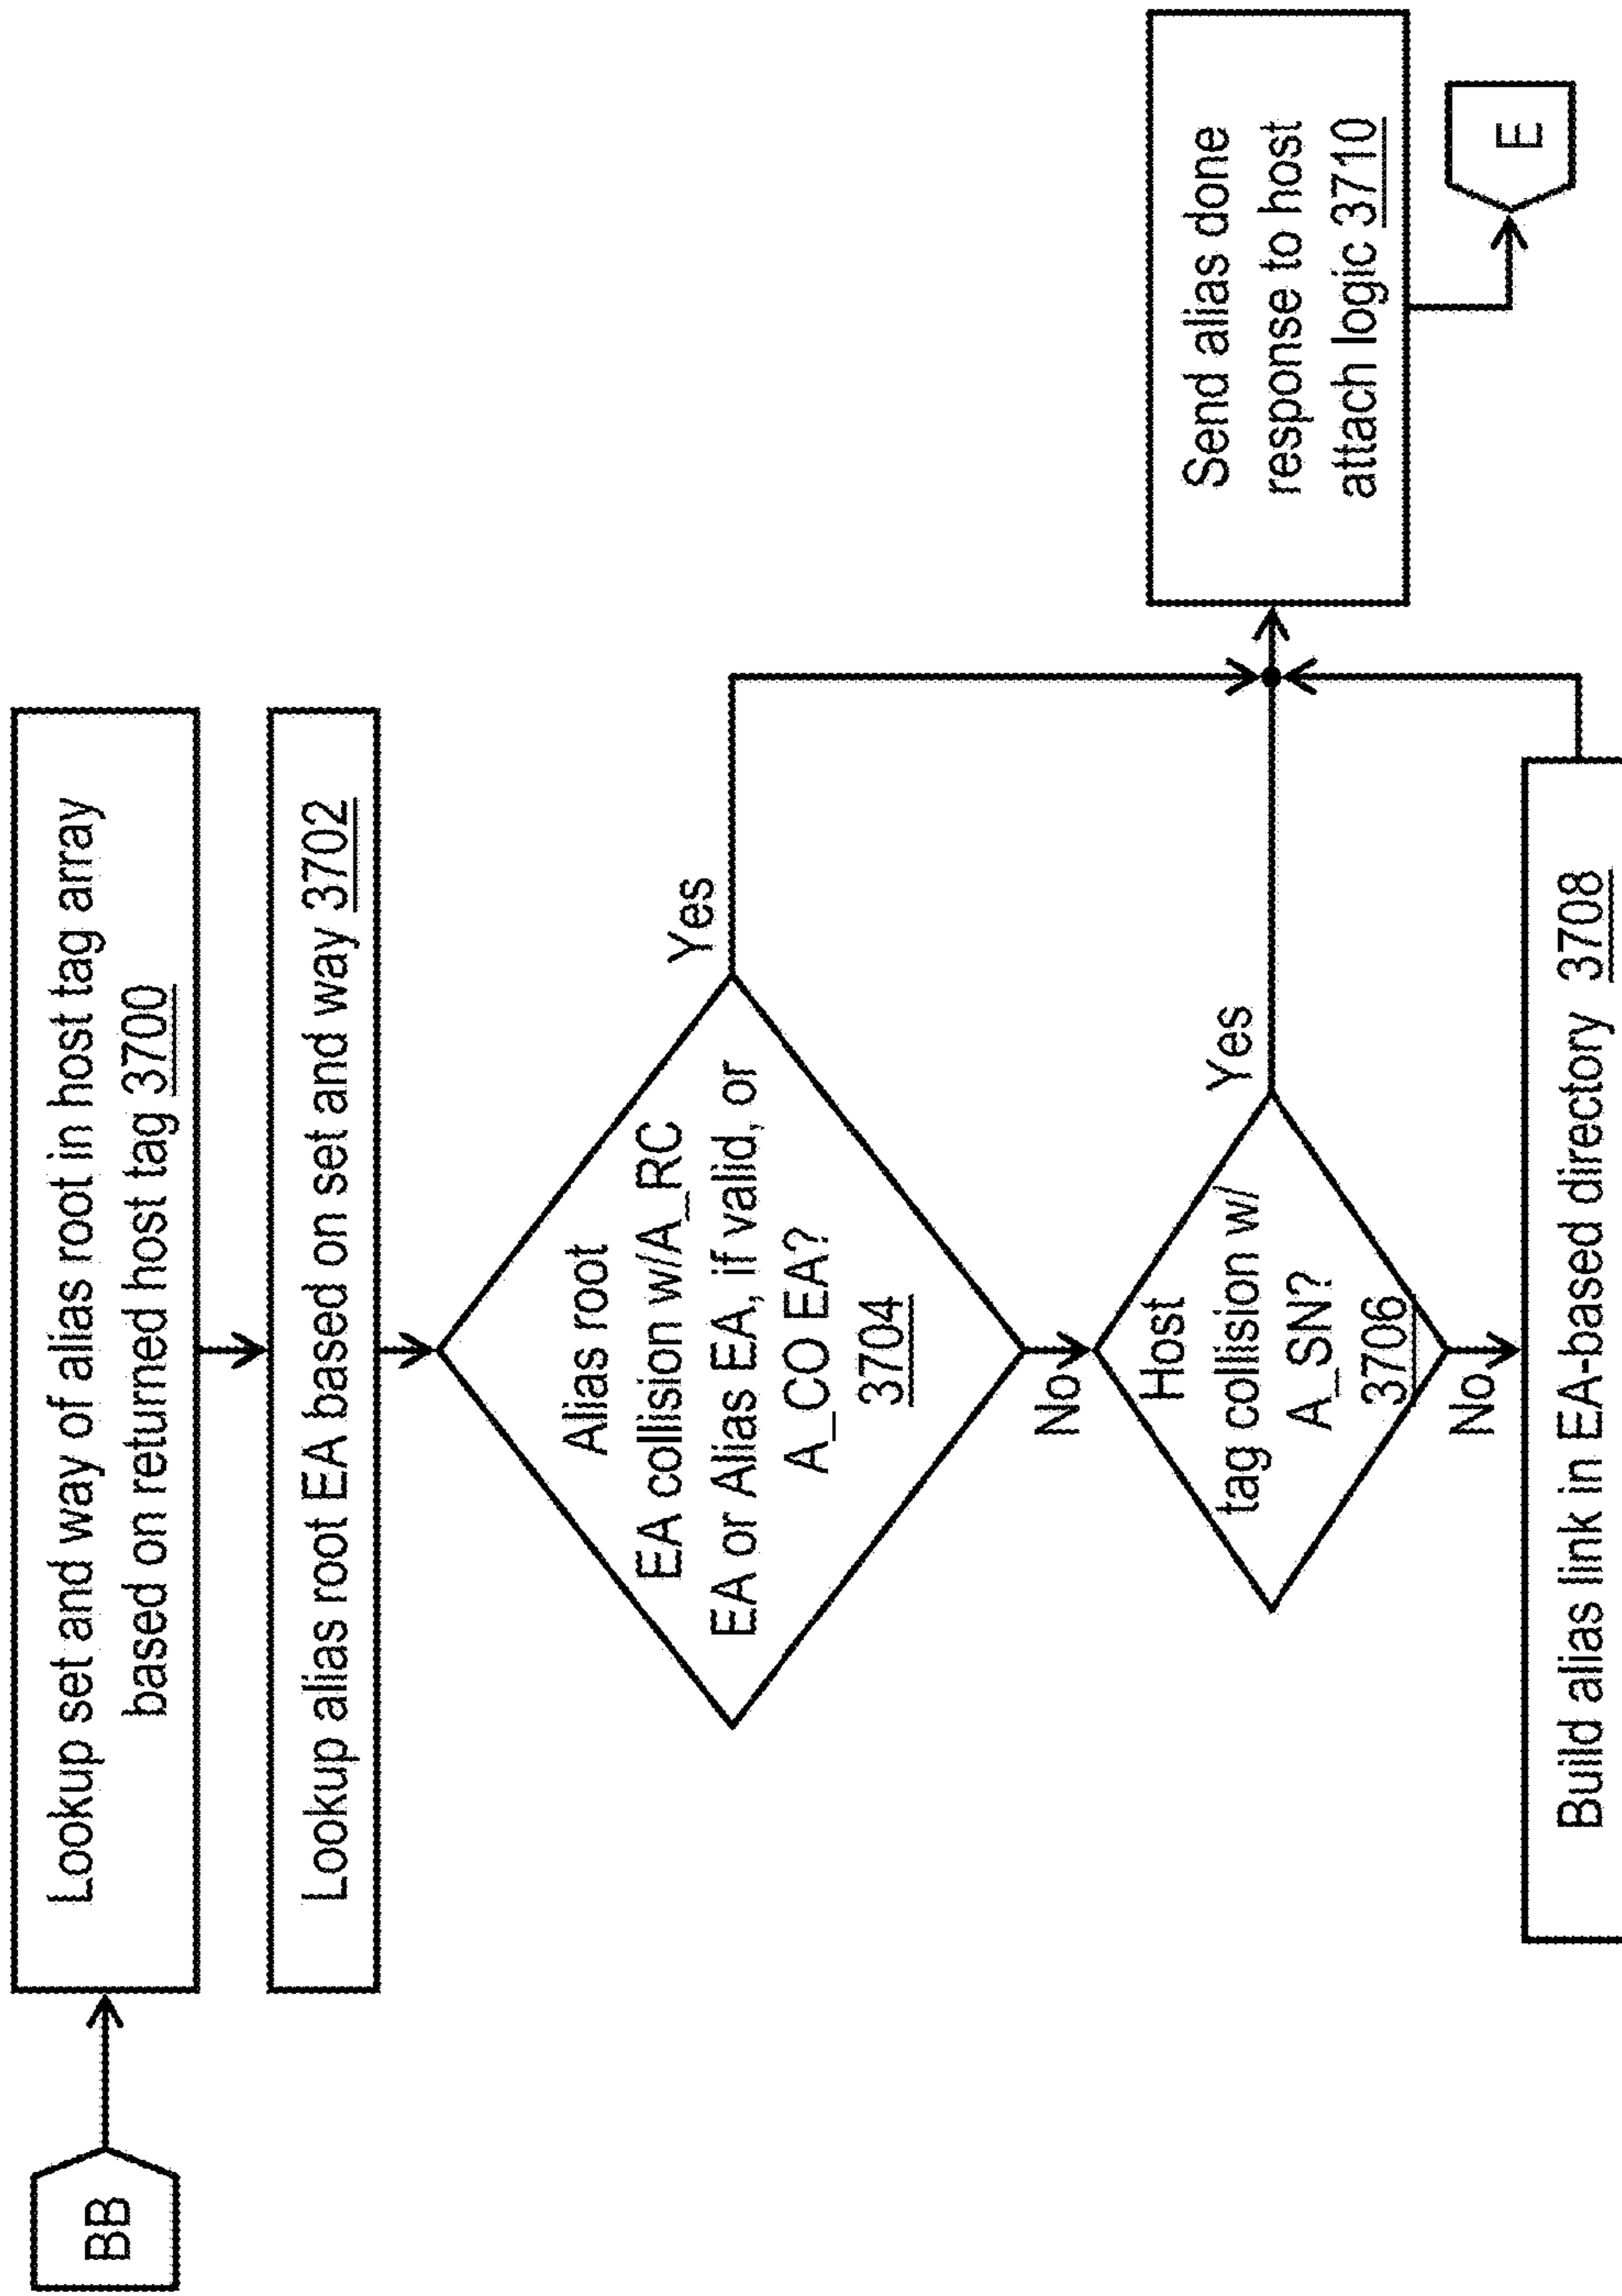 BB
Lookup set and way of alias root in host tag array
based on returned host tag 3700
Lookup alias root EA based on set and way 3702
Alias root
EA collision w/A_RC
EA or Alias EA, if valid, or
A_CO EA?
3704
Yes
No
Host
tag collision w/
A_SN?
3706
Yes
No
Build alias link in EA-based directory 3708
Send alias done
response to host
attach logic 3710
E